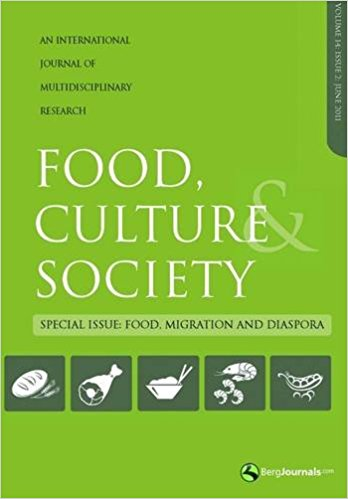 AN INTERNATIONAL
JOURNAL OF
MULTIDISCIPLINARY
RESEARCH
VOLUME 14: ISSUE 2: JUNE 2011
FOOD,
CULTURE &
SOCIETY
SPECIAL ISSUE: FOOD, MIGRATION AND DIASPORA
BergJournals.com